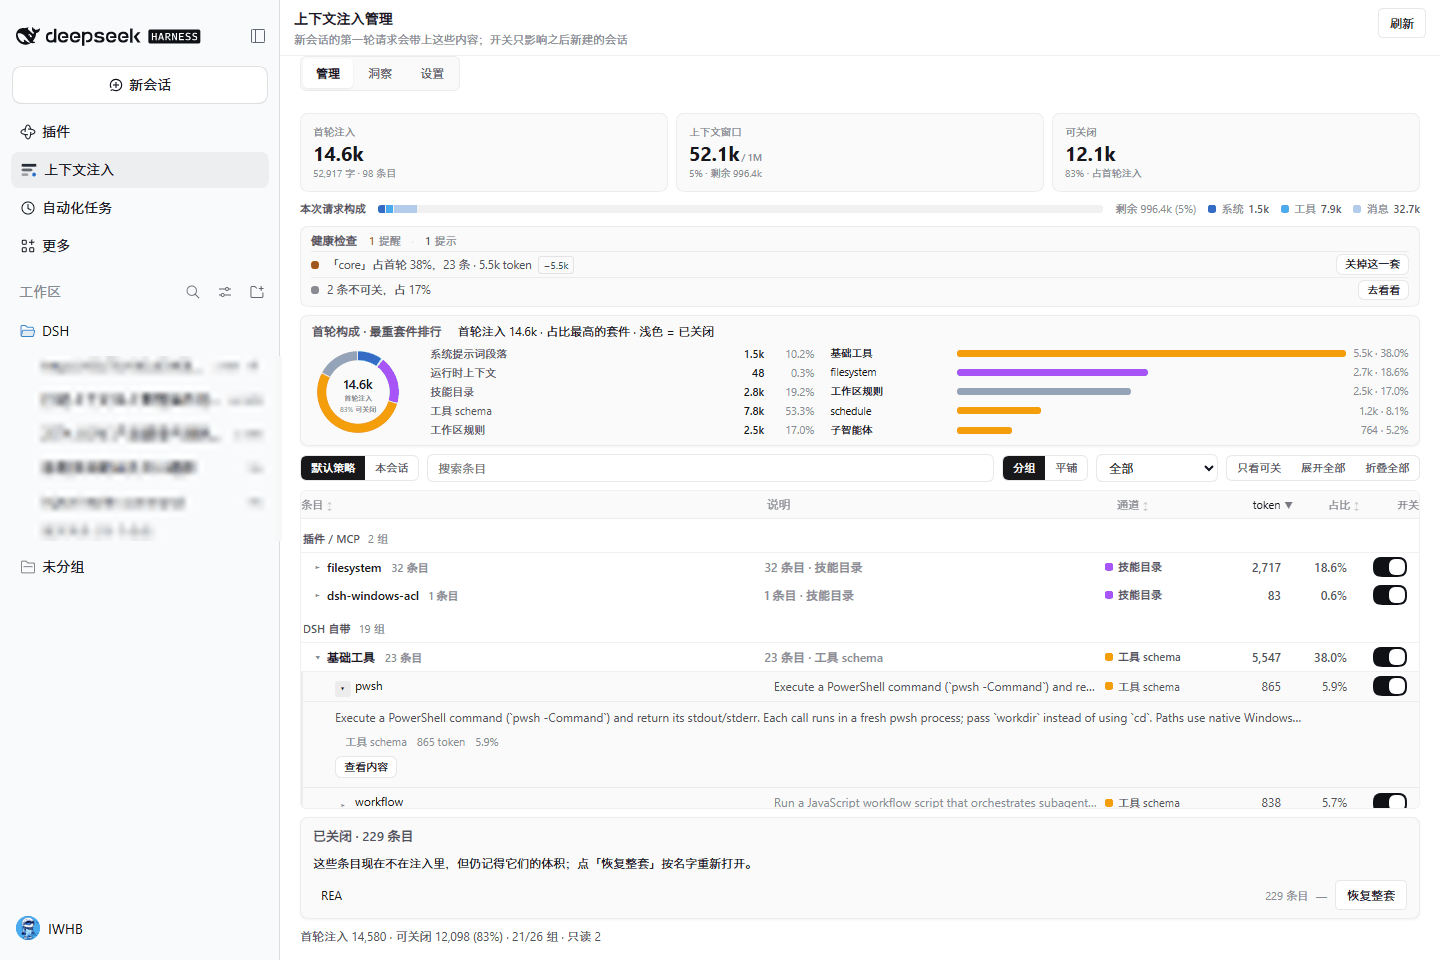 deepseek HARNESS
新会话
插件
上下文注入
自动化任务
更多
工作区
DSH
未分组
IWHB
上下文注入管理
新会话的第一轮请求会带上这些内容；开关只影响之后新建的会话
刷新
管理 洞察 设置
首轮注入
14.6k
52,917 字 · 98 条目
上下文窗口
52.1k / 1M
5% · 剩余 996.4k
可关闭
12.1k
83% · 占首轮注入
本次请求构成 剩余 996.4k (5%) 系统 1.5k 工具 7.9k 消息 32.7k
健康检查 1 提醒 · 1 提示
「core」占首轮 38%，23 条 · 5.5k token −5.5k 关掉这一套
2 条不可关，占 17% 去看看
首轮构成 · 最重套件排行 首轮注入 14.6k · 占比最高的套件 · 浅色 = 已关闭
14.6k
首轮注入
83% 可关闭
系统提示词段落 1.5k 10.2%
运行时上下文 48 0.3%
技能目录 2.8k 19.2%
工具 schema 7.8k 53.3%
工作区规则 2.5k 17.0%
基础工具 5.5k · 38.0%
filesystem 2.7k · 18.6%
工作区规则 2.5k · 17.0%
schedule 1.2k · 8.1%
子智能体 764 · 5.2%
默认策略 本会话 搜索条目 分组 平铺 全部 只看可关 展开全部 折叠全部
条目 说明 通道 token ▼ 占比 开关
插件 / MCP 2 组
filesystem 32 条目 32 条目 · 技能目录 技能目录 2,717 18.6%
dsh-windows-acl 1 条目 1 条目 · 技能目录 技能目录 83 0.6%
DSH 自带 19 组
基础工具 23 条目 23 条目 · 工具 schema 工具 schema 5,547 38.0%
pwsh Execute a PowerShell command (`pwsh -Command`) and re... 工具 schema 865 5.9%
Execute a PowerShell command (`pwsh -Command`) and return its stdout/stderr. Each call runs in a fresh pwsh process; pass `workdir` instead of using `cd`. Paths use native Windows...
工具 schema 865 token 5.9%
查看内容
workflow Run a JavaScript workflow script that orchestrates subagent... 工具 schema 838 5.7%
已关闭 · 229 条目
这些条目现在不在注入里，但仍记得它们的体积；点「恢复整套」按名字重新打开。
REA 229 条目 — 恢复整套
首轮注入 14,580 · 可关闭 12,098 (83%) · 21/26 组 · 只读 2